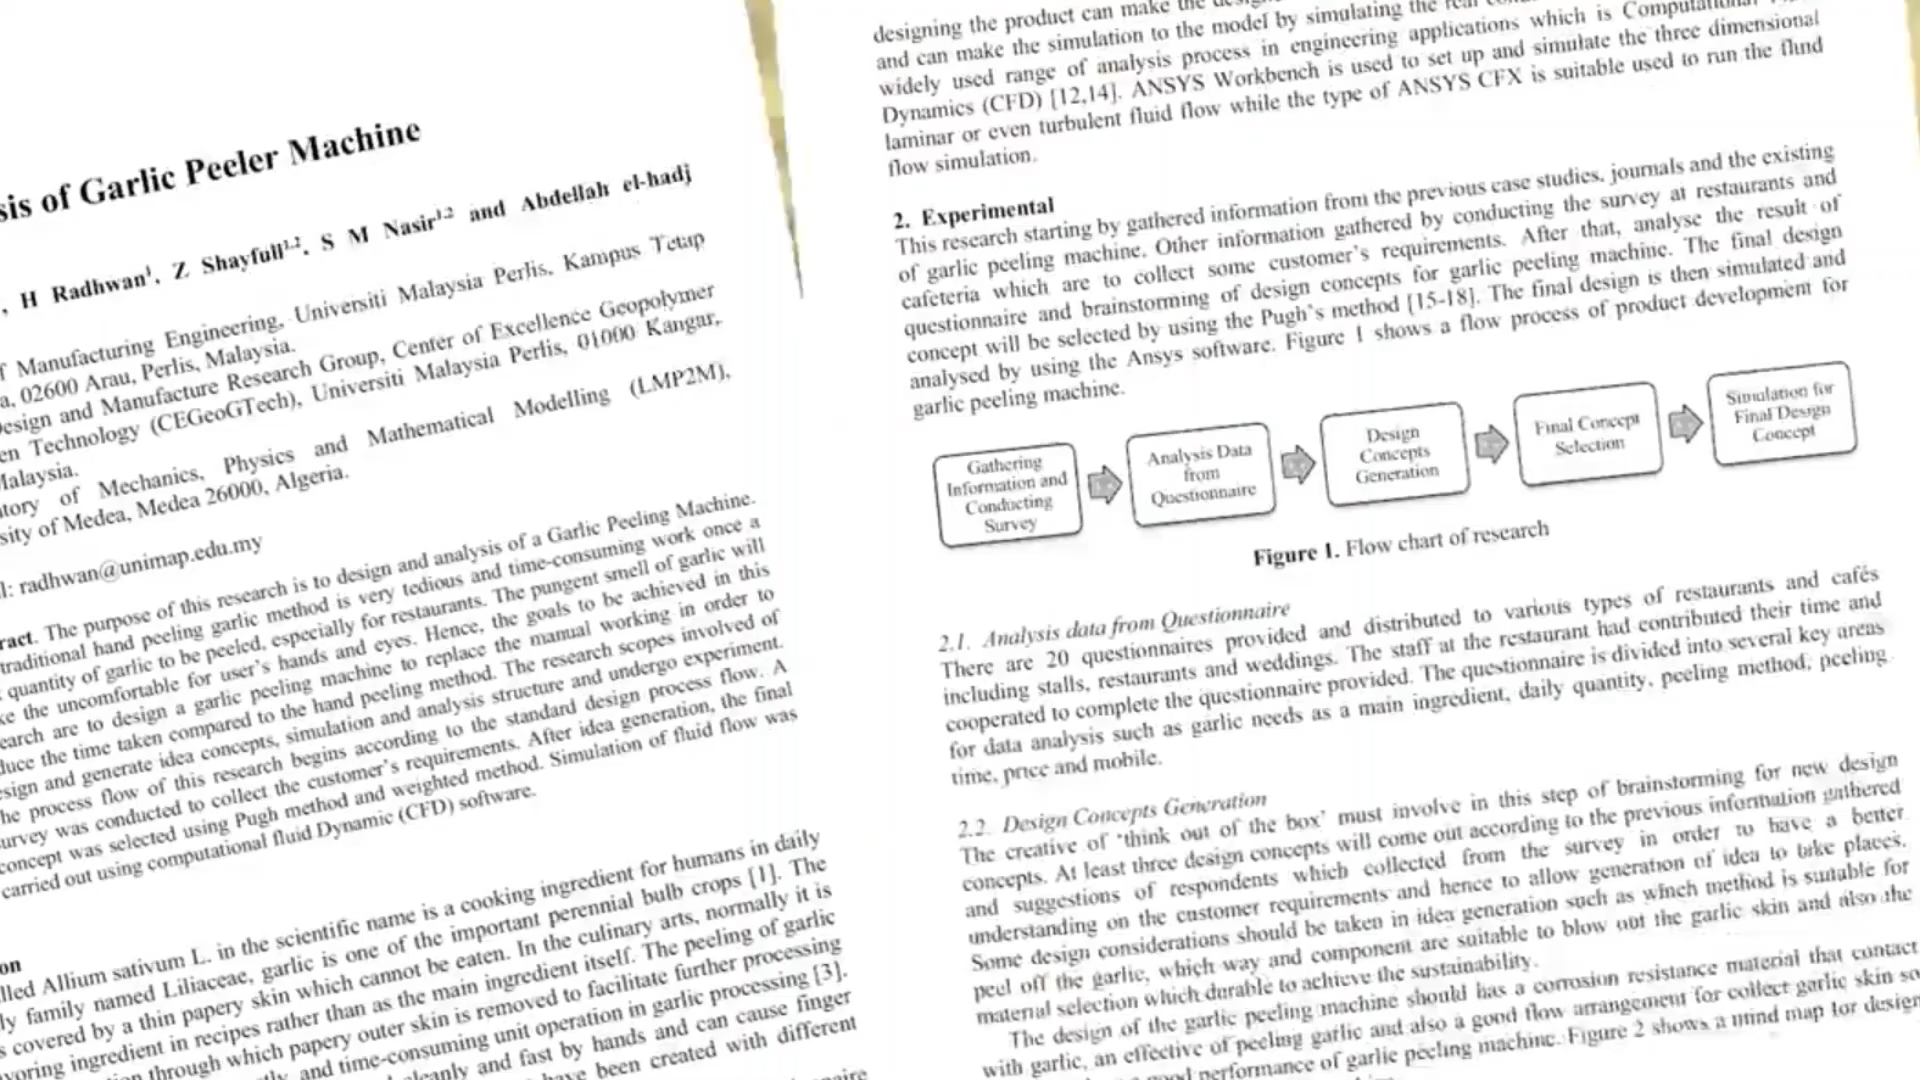 sis of Garlic Peeler Machine
, H Radhwan1, Z Shayfull1,2, S M Nasir1,2 and Abdellah el-hadj
f Manufacturing Engineering, Universiti Malaysia Perlis, Kampus Tetap
a, 02600 Arau, Perlis, Malaysia.
esign and Manufacture Research Group, Center of Excellence Geopolymer
en Technology (CEGeoGTech), Universiti Malaysia Perlis, 01000 Kangar,
Malaysia.
tory of Mechanics, Physics and Mathematical Modelling (LMP2M),
sity of Medea, Medea 26000, Algeria.
l: radhwan@unimap.edu.my
ract. The purpose of this research is to design and analysis of a Garlic Peeling Machine.
traditional hand peeling garlic method is very tedious and time-consuming work once a
quantity of garlic to be peeled, especially for restaurants. The pungent smell of garlic will
ke the uncomfortable for user's hands and eyes. Hence, the goals to be achieved in this
earch are to design a garlic peeling machine to replace the manual working in order to
duce the time taken compared to the hand peeling method. The research scopes involved of
sign and generate idea concepts, simulation and analysis structure and undergo experiment.
he process flow of this research begins according to the standard design process flow. A
urvey was conducted to collect the customer's requirements. After idea generation, the final
concept was selected using Pugh method and weighted method. Simulation of fluid flow was
carried out using computational fluid Dynamic (CFD) software.
on
lled Allium sativum L. in the scientific name is a cooking ingredient for humans in daily
ly family named Liliaceae, garlic is one of the important perennial bulb crops [1]. The
s covered by a thin papery skin which cannot be eaten. In the culinary arts, normally it is
voring ingredient in recipes rather than as the main ingredient itself. The peeling of garlic
through which papery outer skin is removed to facilitate further processing
and time-consuming unit operation in garlic processing [3].
cleanly and fast by hands and can cause finger
have been created with different
designing the product can make the
and can make the simulation to the model by simulating the real
widely used range of analysis process in engineering applications which is Computational
Dynamics (CFD) [12,14]. ANSYS Workbench is used to set up and simulate the three dimensional
laminar or even turbulent fluid flow while the type of ANSYS CFX is suitable used to run the fluid
flow simulation.
2. Experimental
This research starting by gathered information from the previous case studies, journals and the existing
of garlic peeling machine. Other information gathered by conducting the survey at restaurants and
cafeteria which are to collect some customer's requirements. After that, analyse the result of
questionnaire and brainstorming of design concepts for garlic peeling machine. The final design
concept will be selected by using the Pugh's method [15-18]. The final design is then simulated and
analysed by using the Ansys software. Figure 1 shows a flow process of product development for
garlic peeling machine.
Gathering
Information and
Conducting
Survey
Analysis Data
from
Questionnaire
Design
Concepts
Generation
Final Concept
Selection
Simulation for
Final Design
Concept
Figure 1. Flow chart of research
2.1. Analysis data from Questionnaire
There are 20 questionnaires provided and distributed to various types of restaurants and cafés
including stalls, restaurants and weddings. The staff at the restaurant had contributed their time and
cooperated to complete the questionnaire provided. The questionnaire is divided into several key areas
for data analysis such as garlic needs as a main ingredient, daily quantity, peeling method, peeling
time, price and mobile.
2.2. Design Concepts Generation
The creative of 'think out of the box' must involve in this step of brainstorming for new design
concepts. At least three design concepts will come out according to the previous information gathered
and suggestions of respondents which collected from the survey in order to have a better
understanding on the customer requirements and hence to allow generation of idea to take places.
Some design considerations should be taken in idea generation such as which method is suitable for
peel off the garlic, which way and component are suitable to blow out the garlic skin and also the
material selection which durable to achieve the sustainability.
The design of the garlic peeling machine should has a corrosion resistance material that contact
with garlic, an effective of peeling garlic and also a good flow arrangement for collect garlic skin so
good performance of garlic peeling machine. Figure 2 shows a mind map for design